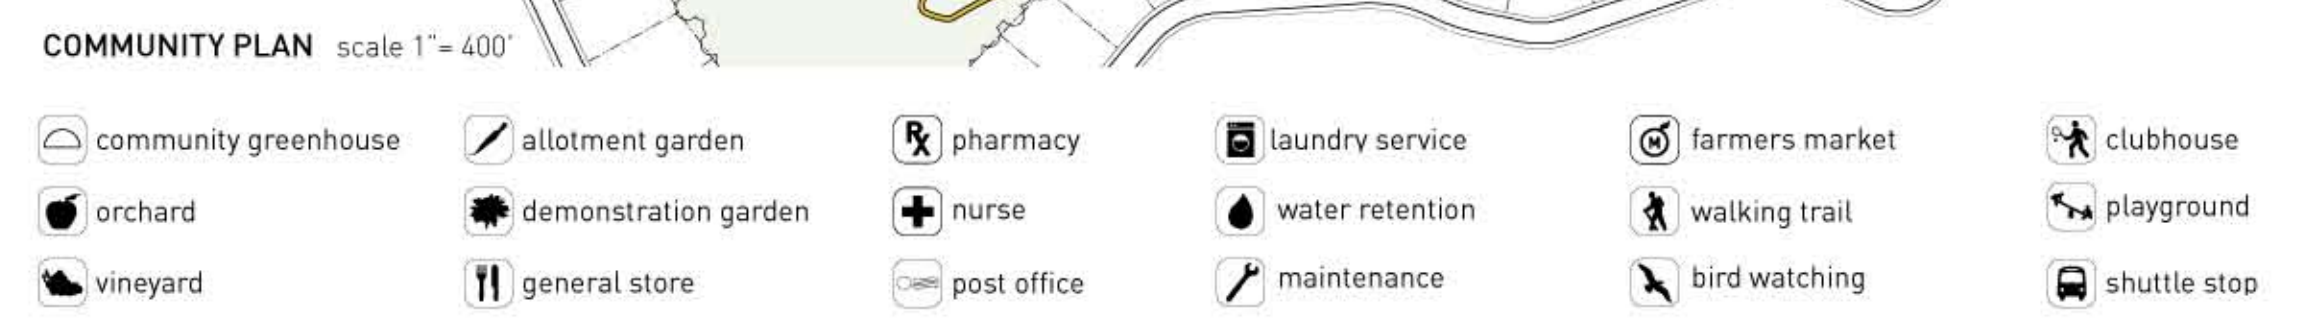 COMMUNITY PLAN scale 1"= 400'
community greenhouse
orchard
vineyard
allotment garden
demonstration garden
general store
Rx pharmacy
nurse
post office
laundry service
water retention
maintenance
M farmers market
walking trail
bird watching
clubhouse
playground
shuttle stop